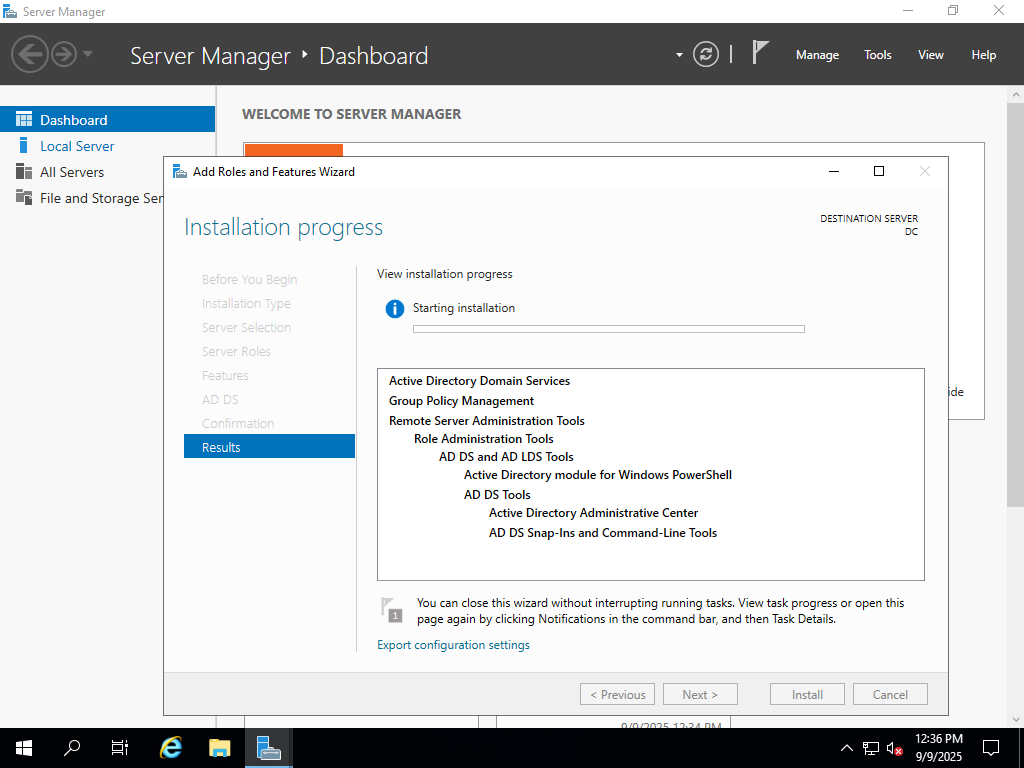 Server Manager
Server Manager ‣ Dashboard
Manage Tools View Help
Dashboard
Local Server
All Servers
File and Storage Ser
WELCOME TO SERVER MANAGER
Add Roles and Features Wizard
Installation progress
DESTINATION SERVER
DC
Before You Begin
Installation Type
Server Selection
Server Roles
Features
AD DS
Confirmation
Results
View installation progress
Starting installation
Active Directory Domain Services
Group Policy Management
Remote Server Administration Tools
Role Administration Tools
AD DS and AD LDS Tools
Active Directory module for Windows PowerShell
AD DS Tools
Active Directory Administrative Center
AD DS Snap-Ins and Command-Line Tools
1
You can close this wizard without interrupting running tasks. View task progress or open this
page again by clicking Notifications in the command bar, and then Task Details.
Export configuration settings
< Previous Next > Install Cancel
ide
9/9/2025 12:34 PM
12:36 PM
9/9/2025